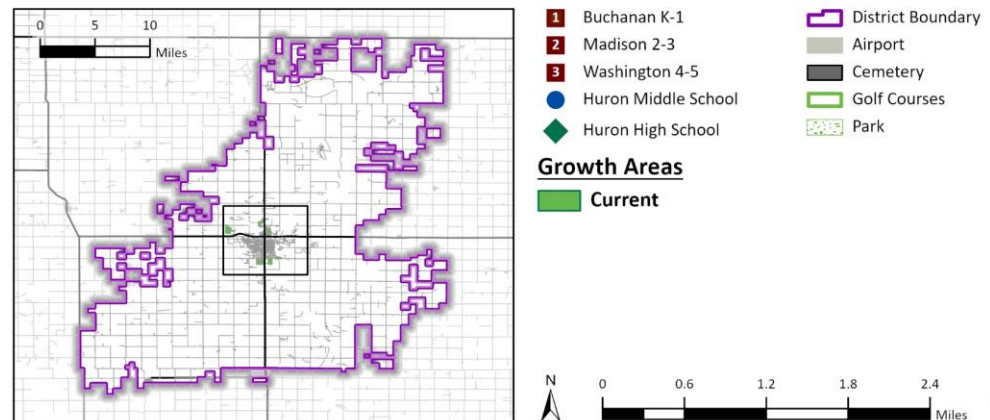 0 5 10
Miles
1 Buchanan K-1
2 Madison 2-3
3 Washington 4-5
Huron Middle School
Huron High School
Growth Areas
Current
District Boundary
Airport
Cemetery
Golf Courses
Park
N
0 0.6 1.2 1.8 2.4
Miles